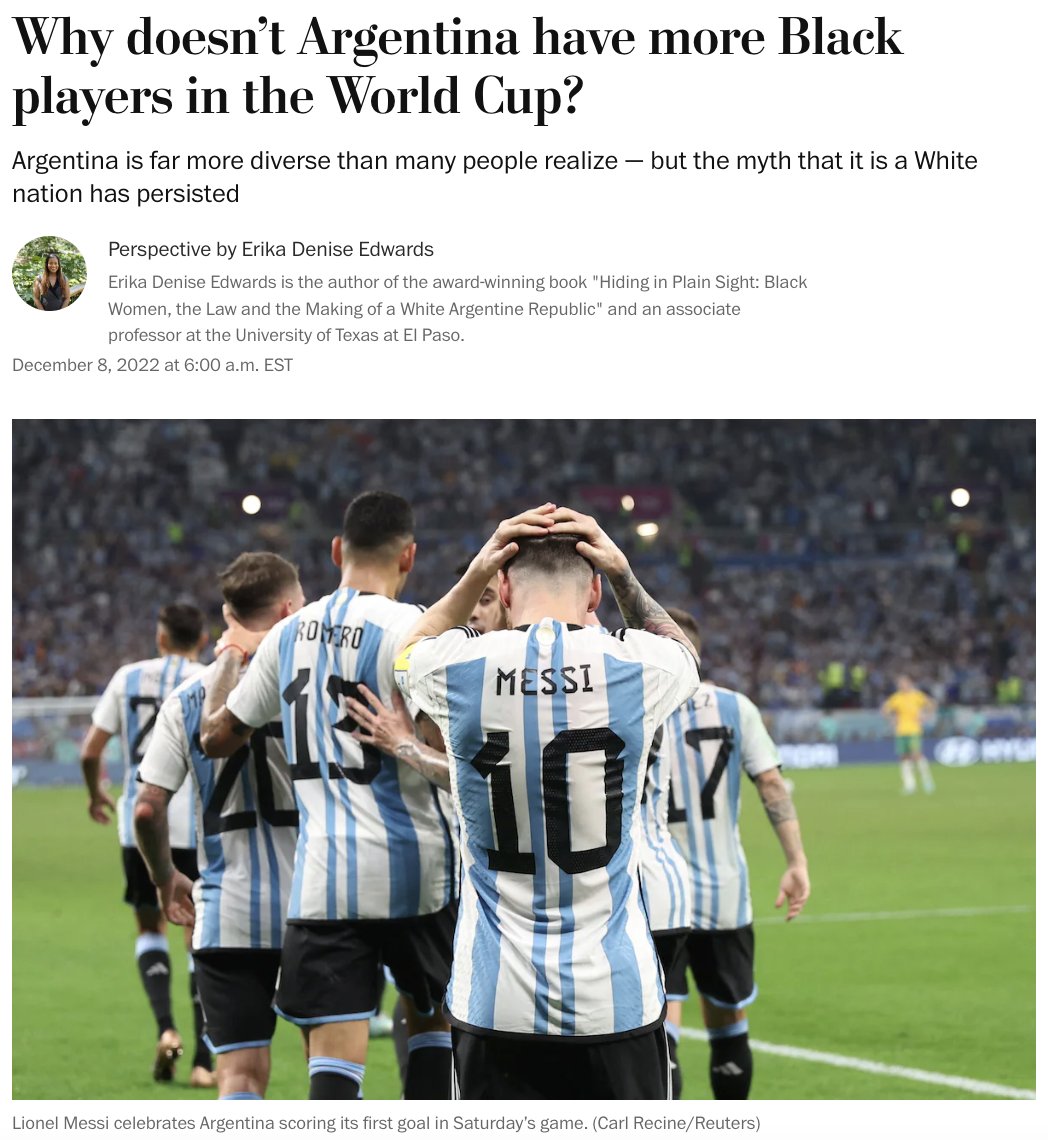 Why doesn’t Argentina have more Black
players in the World Cup?
Argentina is far more diverse than many people realize — but the myth that it is a White
nation has persisted
Perspective by Erika Denise Edwards
Erika Denise Edwards is the author of the award-winning book "Hiding in Plain Sight: Black
Women, the Law and the Making of a White Argentine Republic" and an associate
professor at the University of Texas at El Paso.
December 8, 2022 at 6:00 a.m. EST
ROMERO
13
MESSI
10
17
20
Lionel Messi celebrates Argentina scoring its first goal in Saturday’s game. (Carl Recine/Reuters)